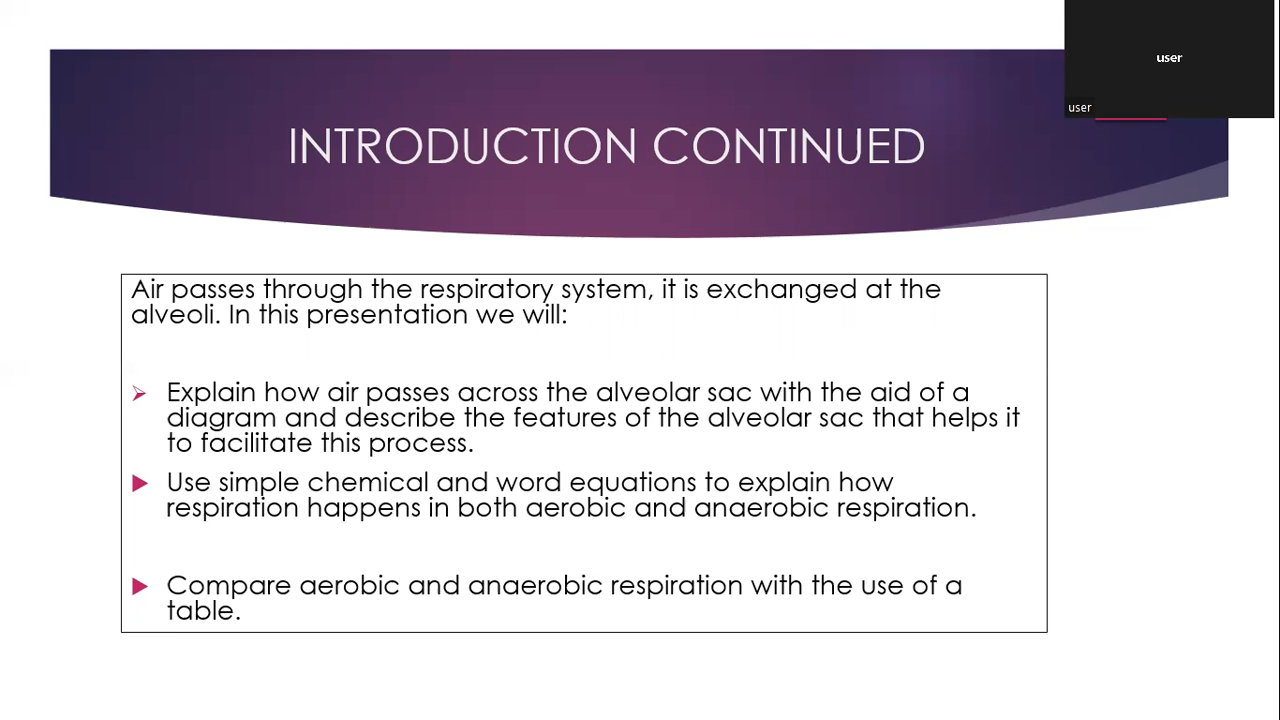 user
user
INTRODUCTION CONTINUED
Air passes through the respiratory system, it is exchanged at the
alveoli. In this presentation we will:
Explain how air passes across the alveolar sac with the aid of a
diagram and describe the features of the alveolar sac that helps it
to facilitate this process.
Use simple chemical and word equations to explain how
respiration happens in both aerobic and anaerobic respiration.
Compare aerobic and anaerobic respiration with the use of a
table.